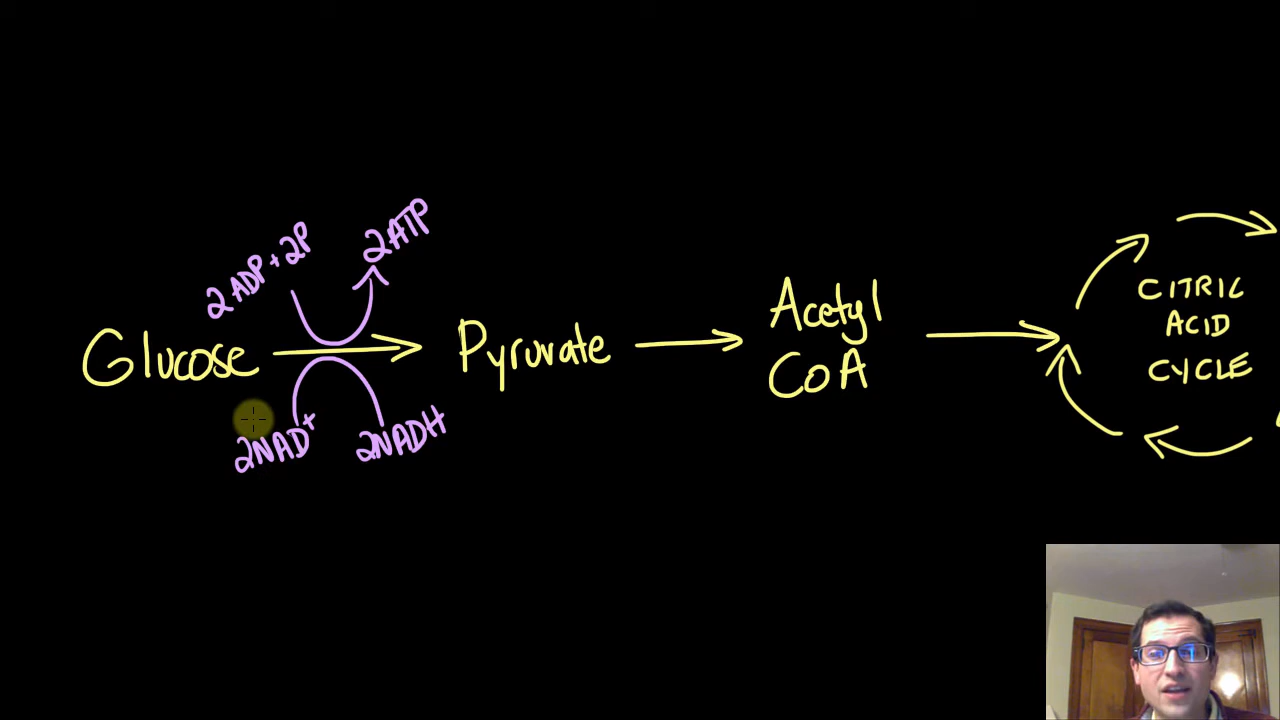 2ADP+2P
2ATP
Glucose
Pyruvate
Acetyl
CoA
CITRIC
ACID
CYCLE
2NAD+
2NADH